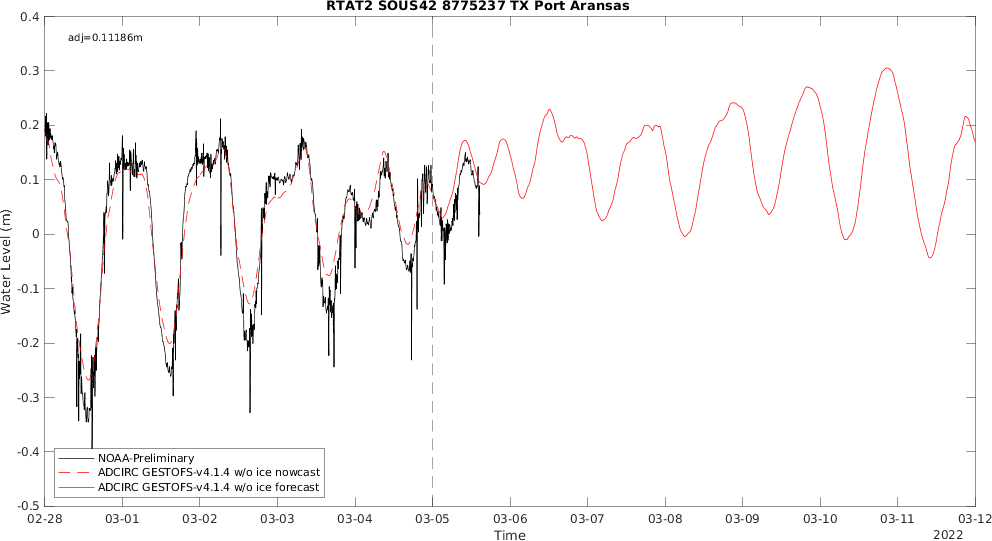 RTAT2 SOUS42 8775237 TX Port Aransas
adj=0.11186m
0.4
0.3
0.2
0.1
0
-0.1
-0.2
-0.3
-0.4
-0.5
Water Level (m)
NOAA-Preliminary
ADCIRC GESTOFS-v4.1.4 w/o ice nowcast
ADCIRC GESTOFS-v4.1.4 w/o ice forecast
02-28 03-01 03-02 03-03 03-04 03-05 03-06 03-07 03-08 03-09 03-10 03-11 03-12
Time
2022